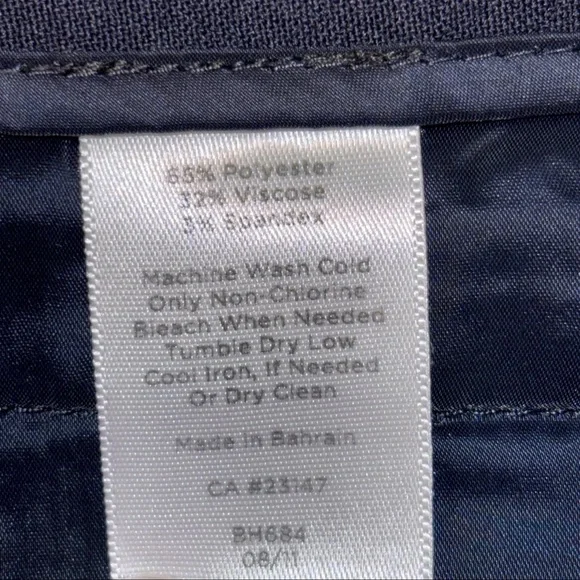 65% Polyester
32% Viscose
3% Spandex
Machine Wash Cold
Only Non-Chlorine
Bleach When Needed
Tumble Dry Low
Cool Iron, If Needed
Or Dry Clean
Made in Bahrain
CA #23147
BH684
08/11